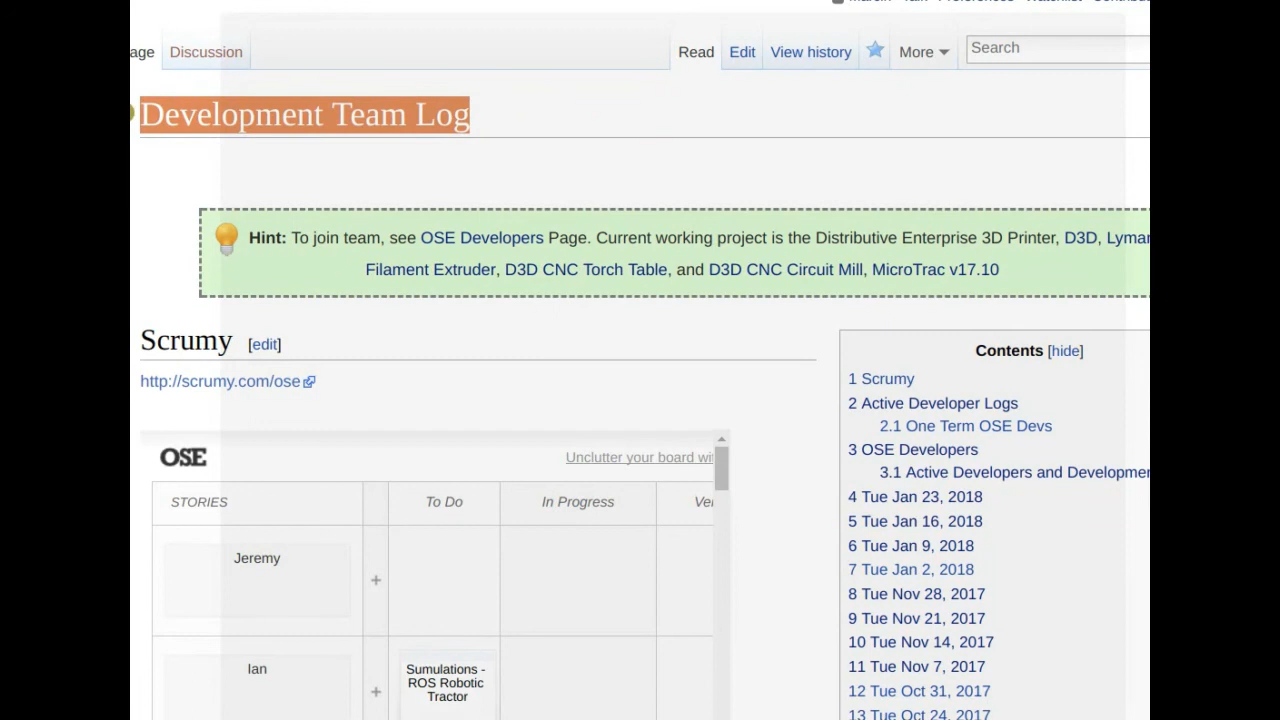 age Discussion Read Edit View history More Search
Development Team Log
Hint: To join team, see OSE Developers Page. Current working project is the Distributive Enterprise 3D Printer, D3D, Lyman
Filament Extruder, D3D CNC Torch Table, and D3D CNC Circuit Mill, MicroTrac v17.10
Scrumy [edit]
http://scrumy.com/ose
OSE Unclutter your board wit
STORIES To Do In Progress Ve
Jeremy
+
Ian
+
Sumulations -
ROS Robotic
Tractor
Contents [hide]
1 Scrumy
2 Active Developer Logs
2.1 One Term OSE Devs
3 OSE Developers
3.1 Active Developers and Developmen
4 Tue Jan 23, 2018
5 Tue Jan 16, 2018
6 Tue Jan 9, 2018
7 Tue Jan 2, 2018
8 Tue Nov 28, 2017
9 Tue Nov 21, 2017
10 Tue Nov 14, 2017
11 Tue Nov 7, 2017
12 Tue Oct 31, 2017
13 Tue Oct 24, 2017